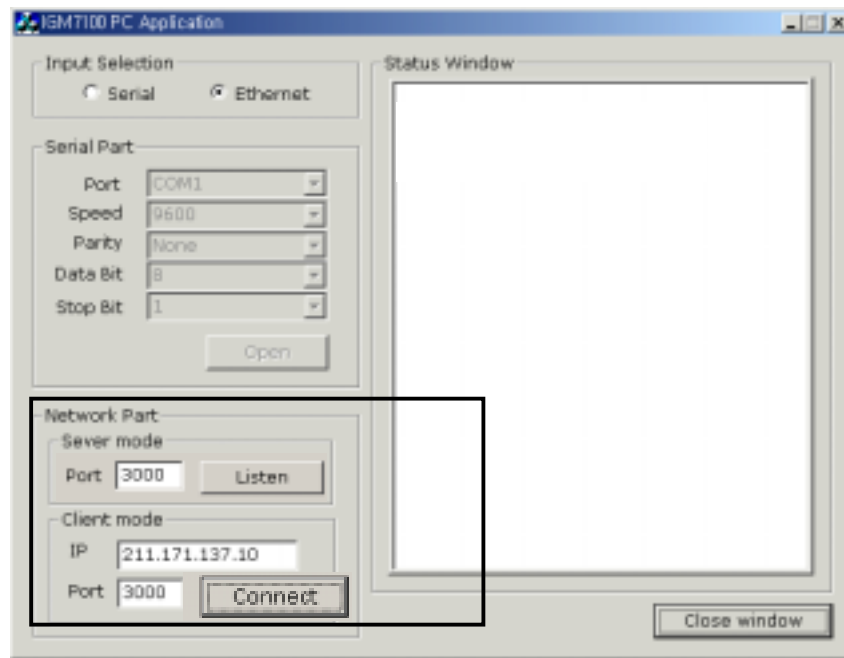 IGM7100 PC Application
Input Selection
Serial Ethernet
Serial Part
Port COM1
Speed 9600
Parity None
Data Bit 8
Stop Bit 1
Open
Network Part
Sever mode
Port 3000 Listen
Client mode
IP 211.171.137.10
Port 3000 Connect
Status Window
Close window